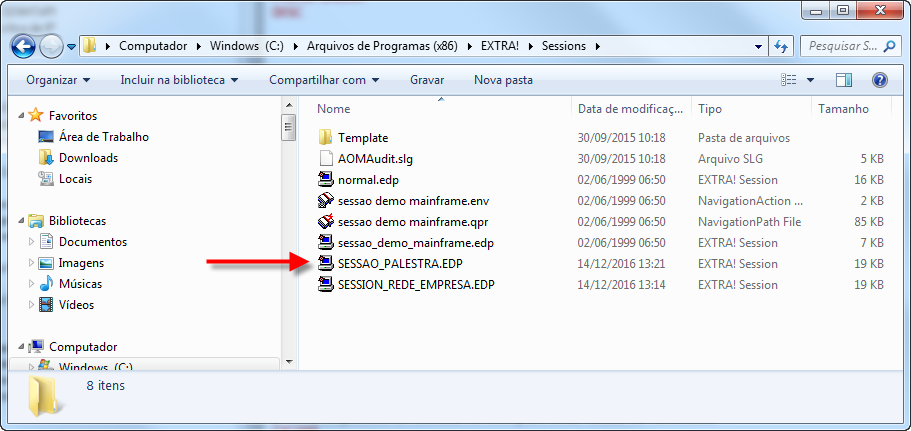 DESC
Computador Windows (C:) Arquivos de Programas (x86) EXTRA! Sessions
Pesquisar S...
Organizar Incluir na biblioteca Compartilhar com Gravar Nova pasta
Favoritos
Área de Trabalho
Downloads
Locais
Bibliotecas
Documentos
Imagens
Músicas
Vídeos
Computador
Windows (C:)
Nome Data de modificaç... Tipo Tamanho
Template 30/09/2015 10:18 Pasta de arquivos
AOMAudit.slg 30/09/2015 10:18 Arquivo SLG 5 KB
normal.edp 02/06/1999 06:50 EXTRA! Session 16 KB
sessao demo mainframe.env 02/06/1999 06:50 NavigationAction ... 2 KB
sessao demo mainframe.qpr 02/06/1999 06:50 NavigationPath File 85 KB
sessao_demo_mainframe.edp 02/06/1999 06:50 EXTRA! Session 7 KB
SESSAO_PALESTRA.EDP 14/12/2016 13:21 EXTRA! Session 19 KB
SESSION_REDE_EMPRESA.EDP 14/12/2016 13:14 EXTRA! Session 19 KB
8 itens